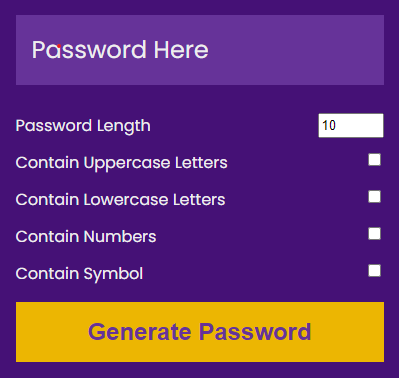 Password Here
Password Length 10
Contain Uppercase Letters
Contain Lowercase Letters
Contain Numbers
Contain Symbol
Generate Password